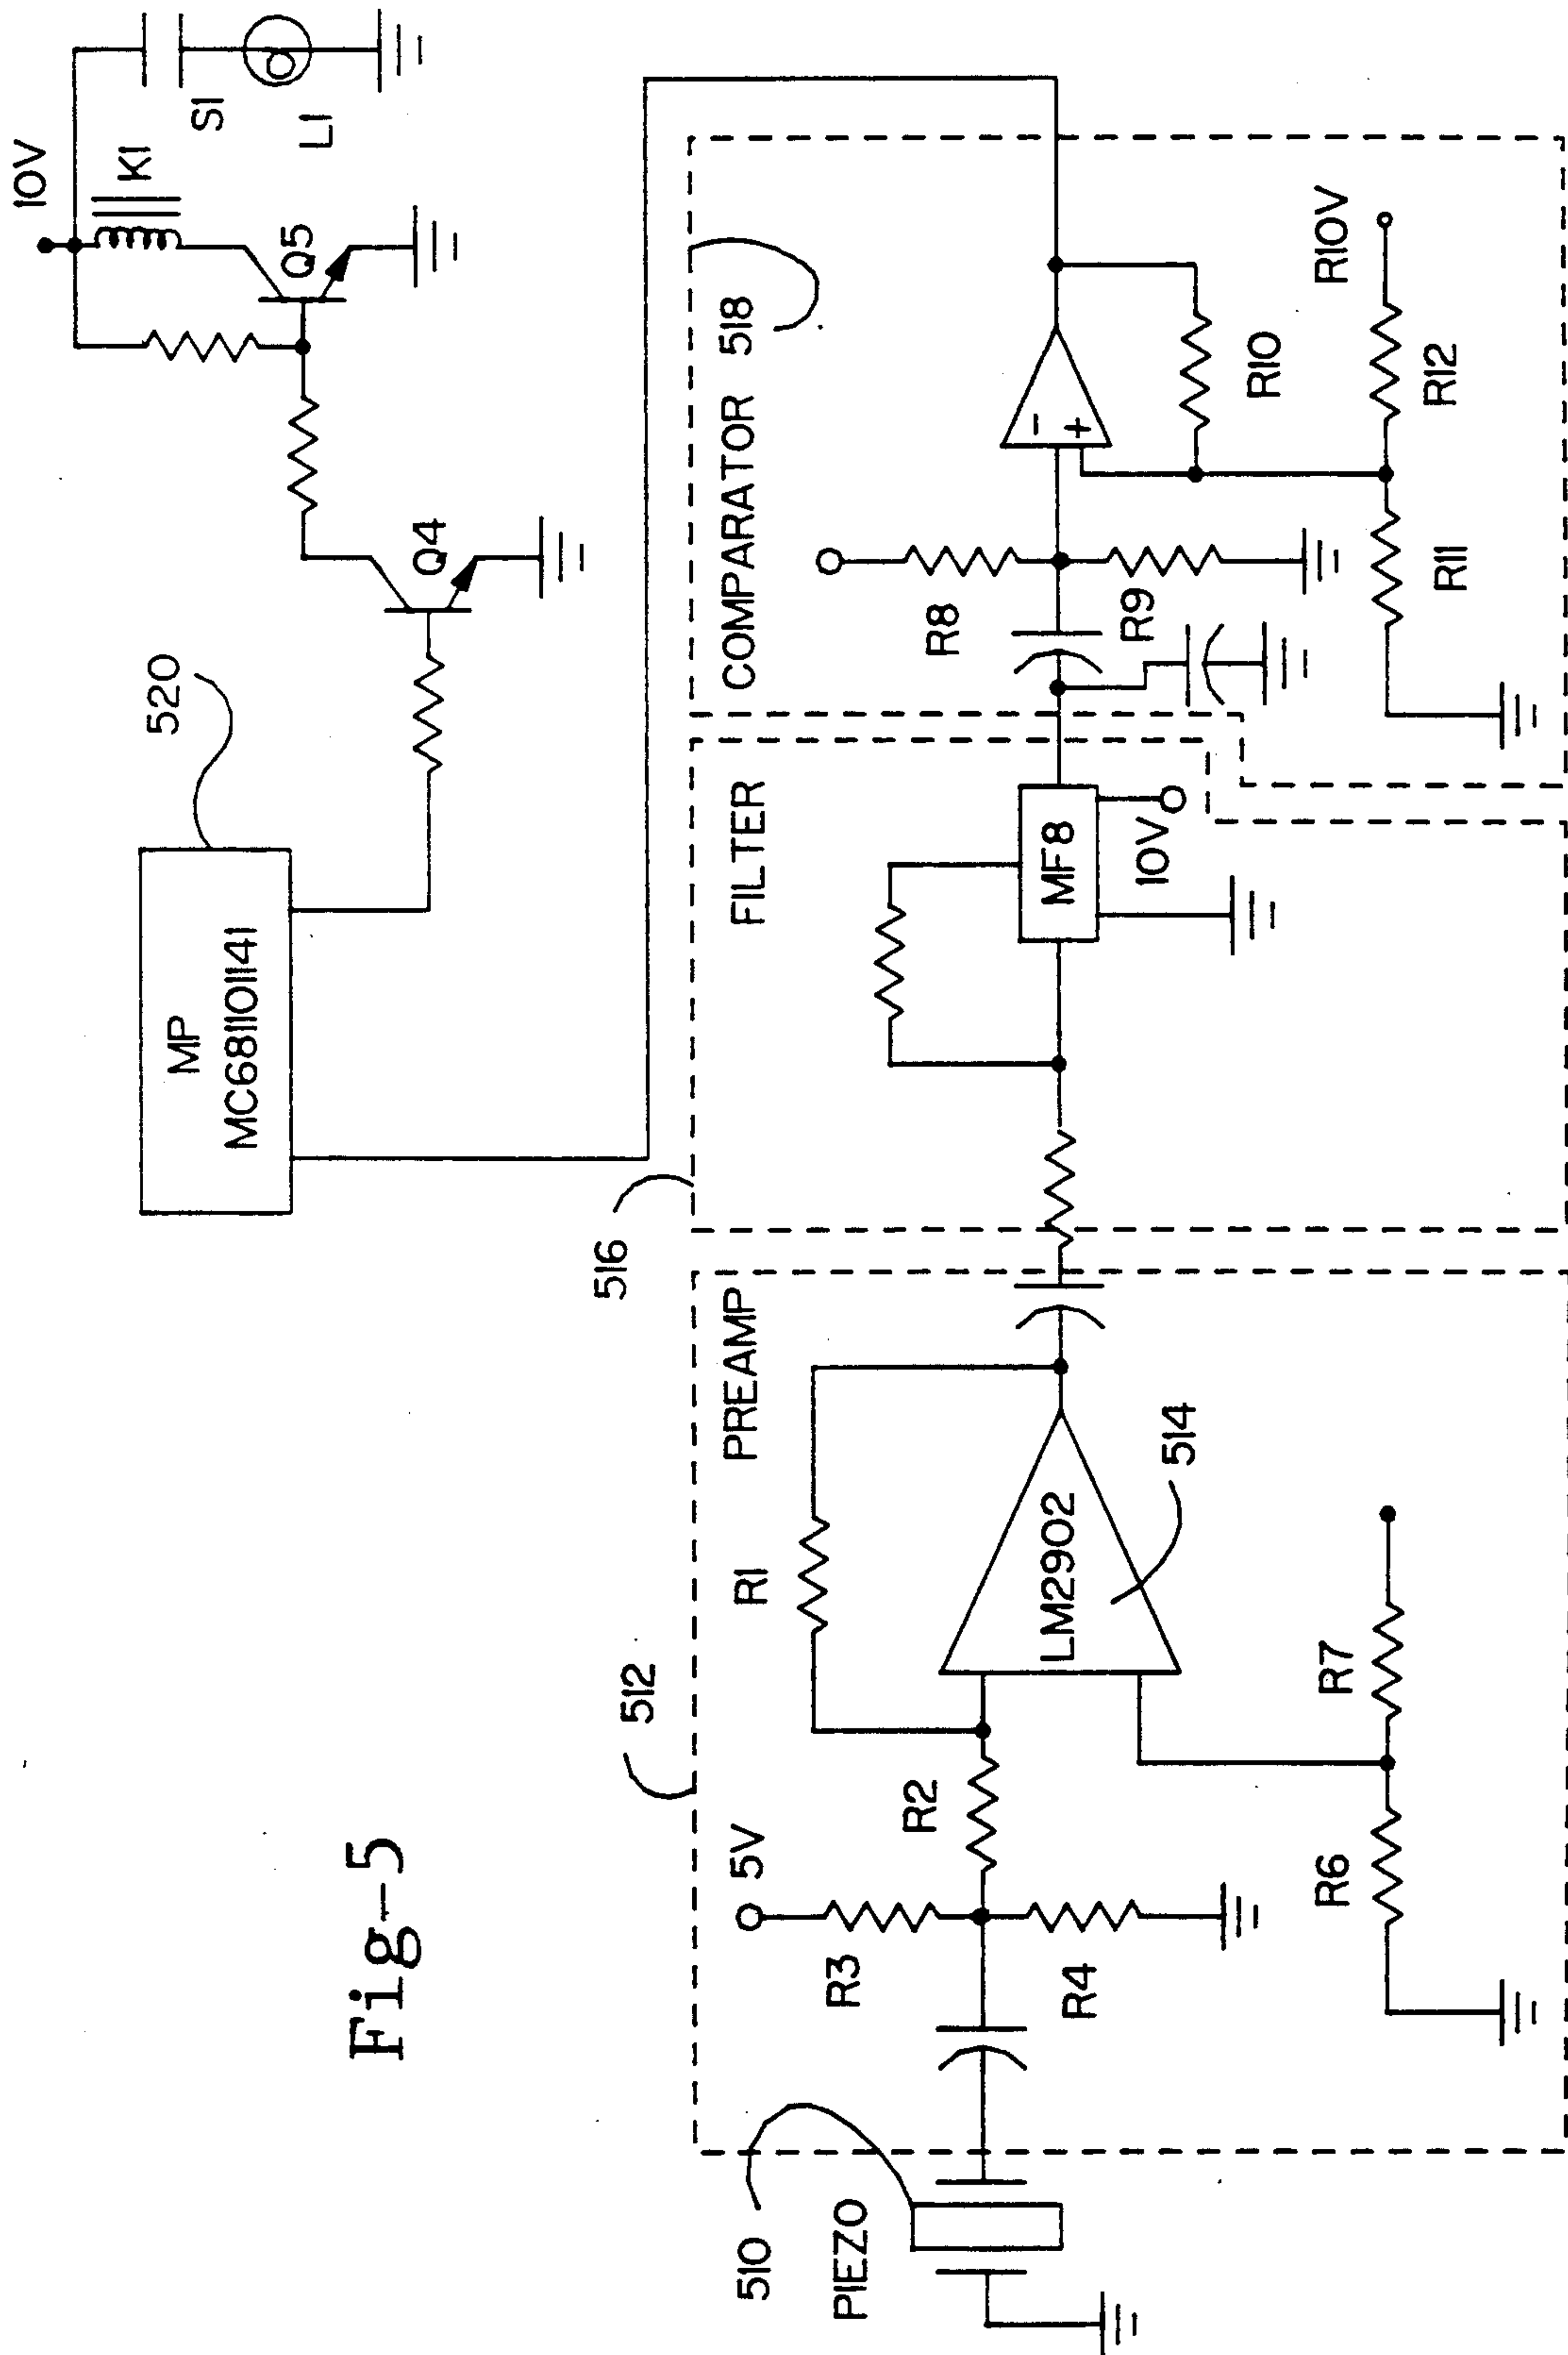 Fig-5
MP
MC681101141
520
10V
K1
S1
L1
Q5
Q4
512
516
510
PIEZO
PREAMP
FILTER
COMPARATOR 518
5V
R1
R2
R3
R4
LM2902
514
R6
R7
MF8
10V
R8
R9
-
+
R10
R10V
R11
R12